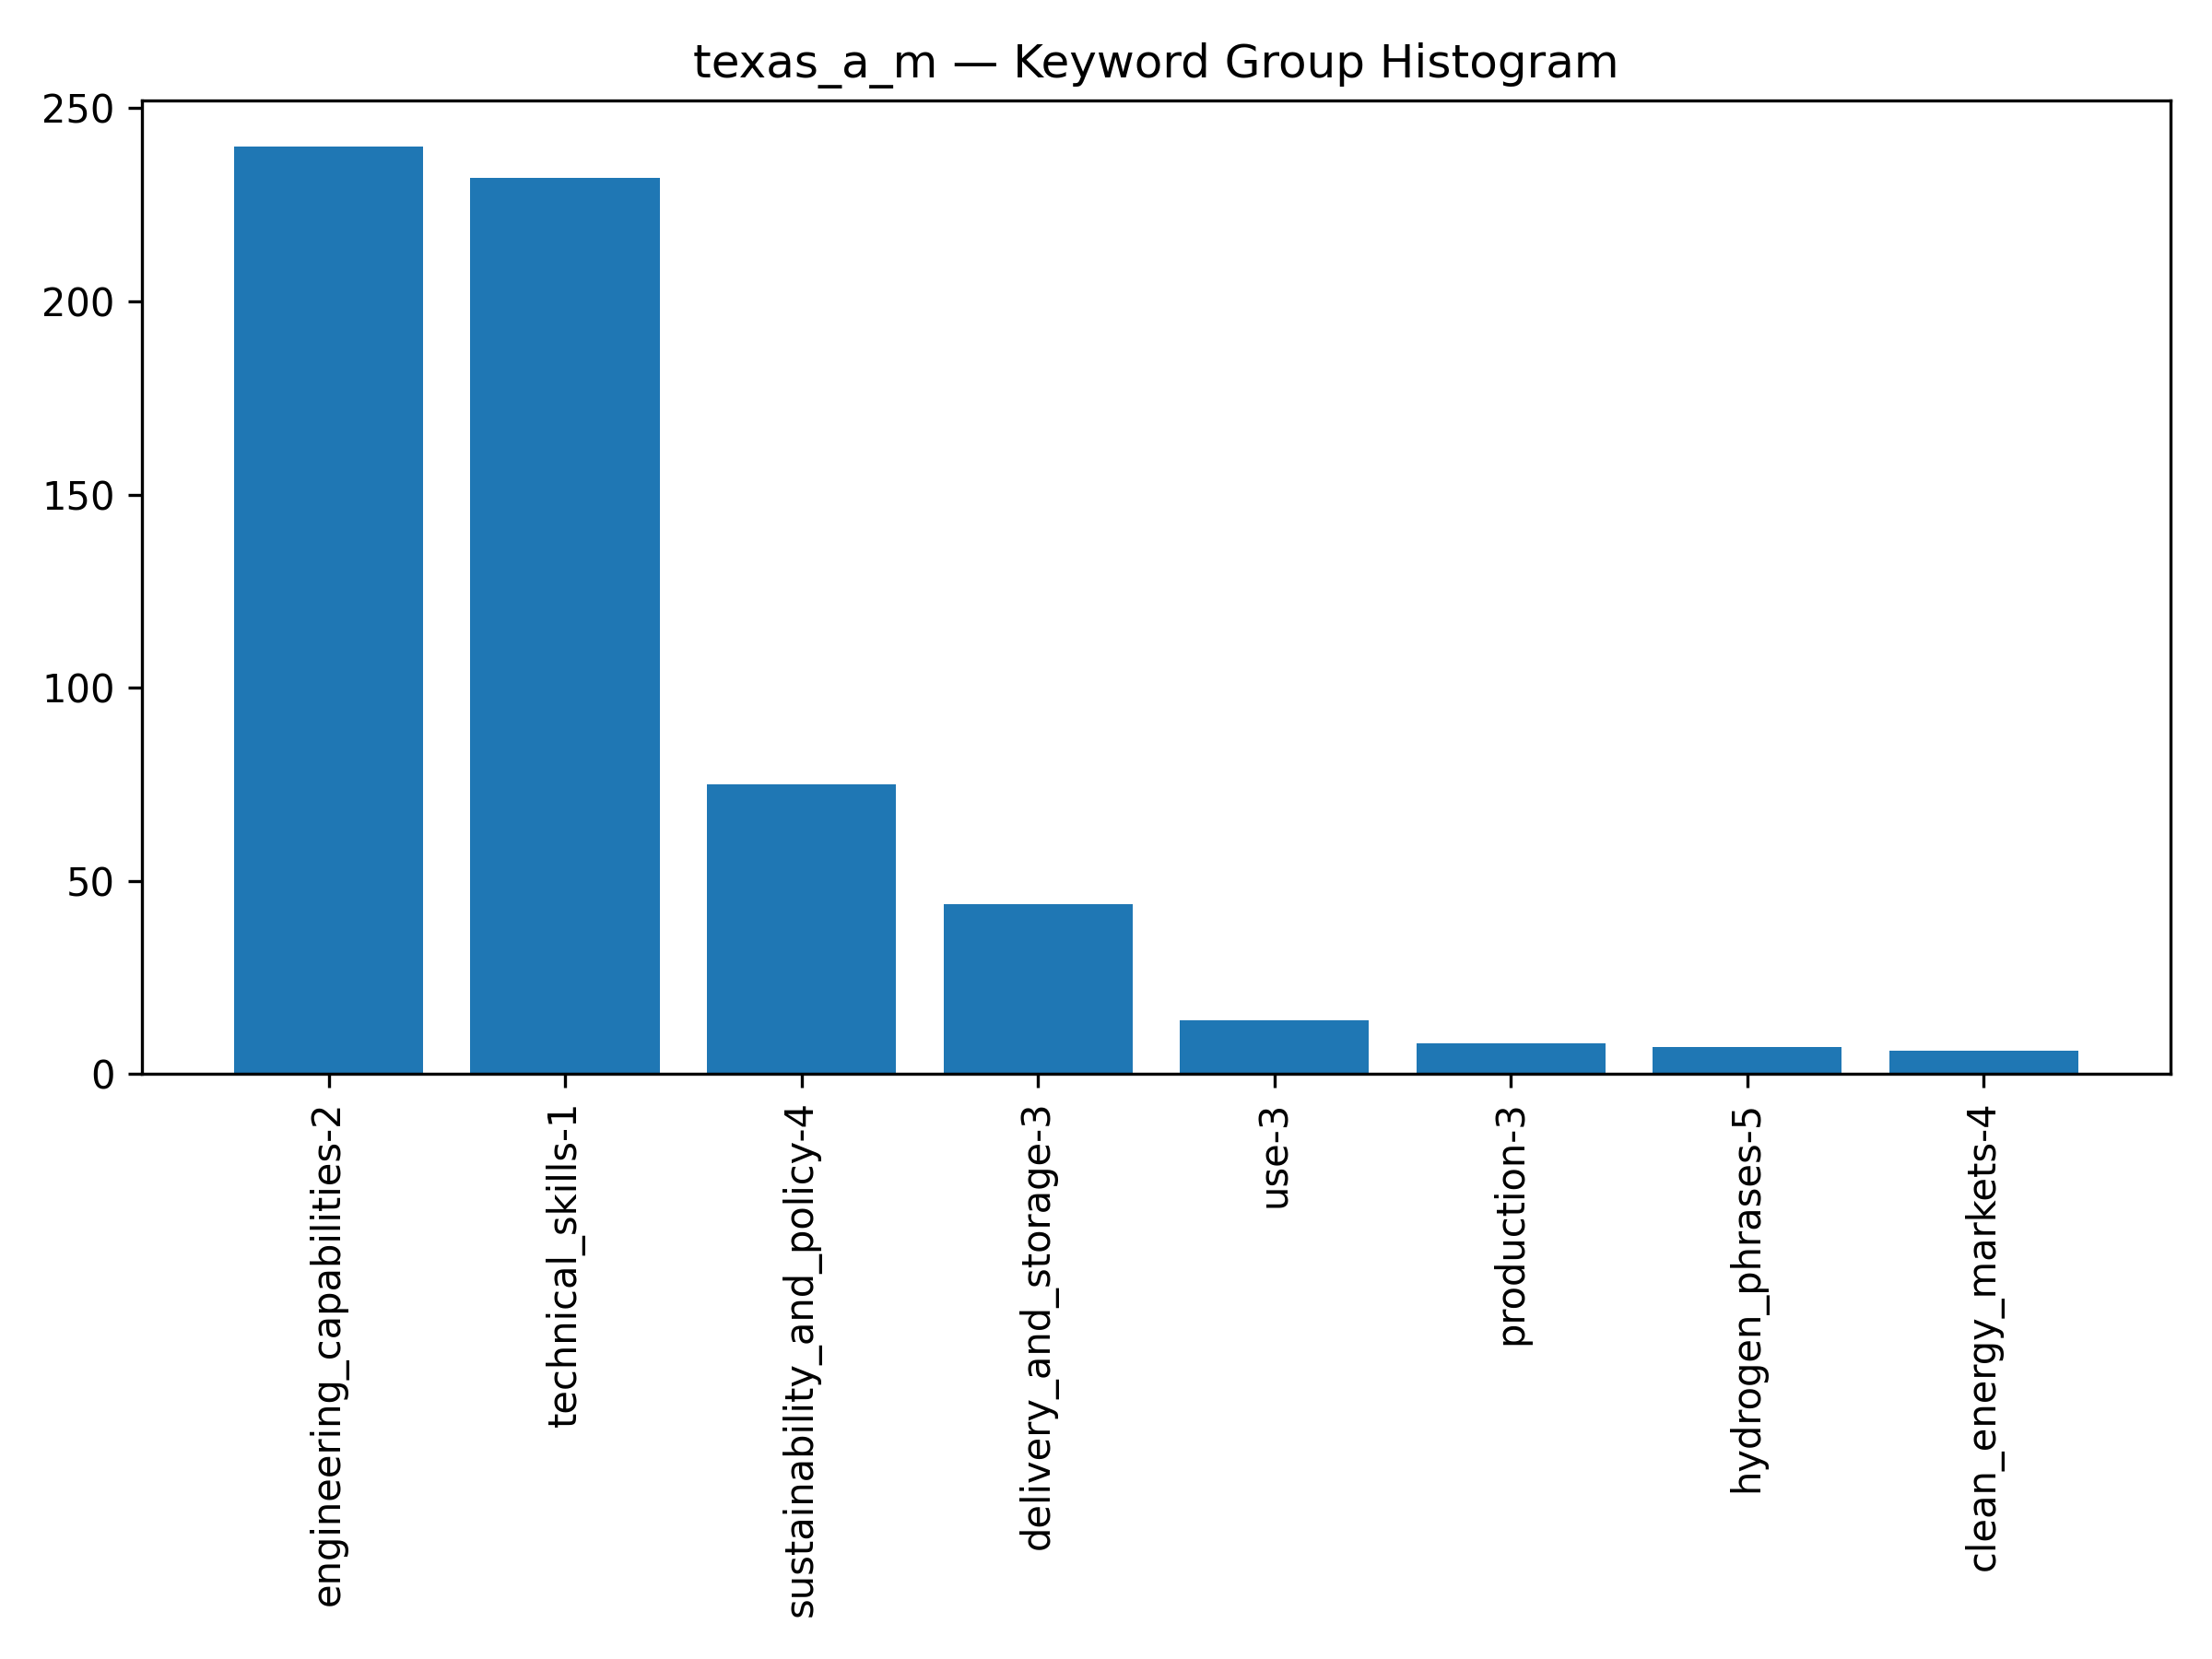 texas_a_m — Keyword Group Histogram
250
200
150
100
50
0
engineering_capabilities-2
technical_skills-1
sustainability_and_policy-4
delivery_and_storage-3
use-3
production-3
hydrogen_phrases-5
clean_energy_markets-4